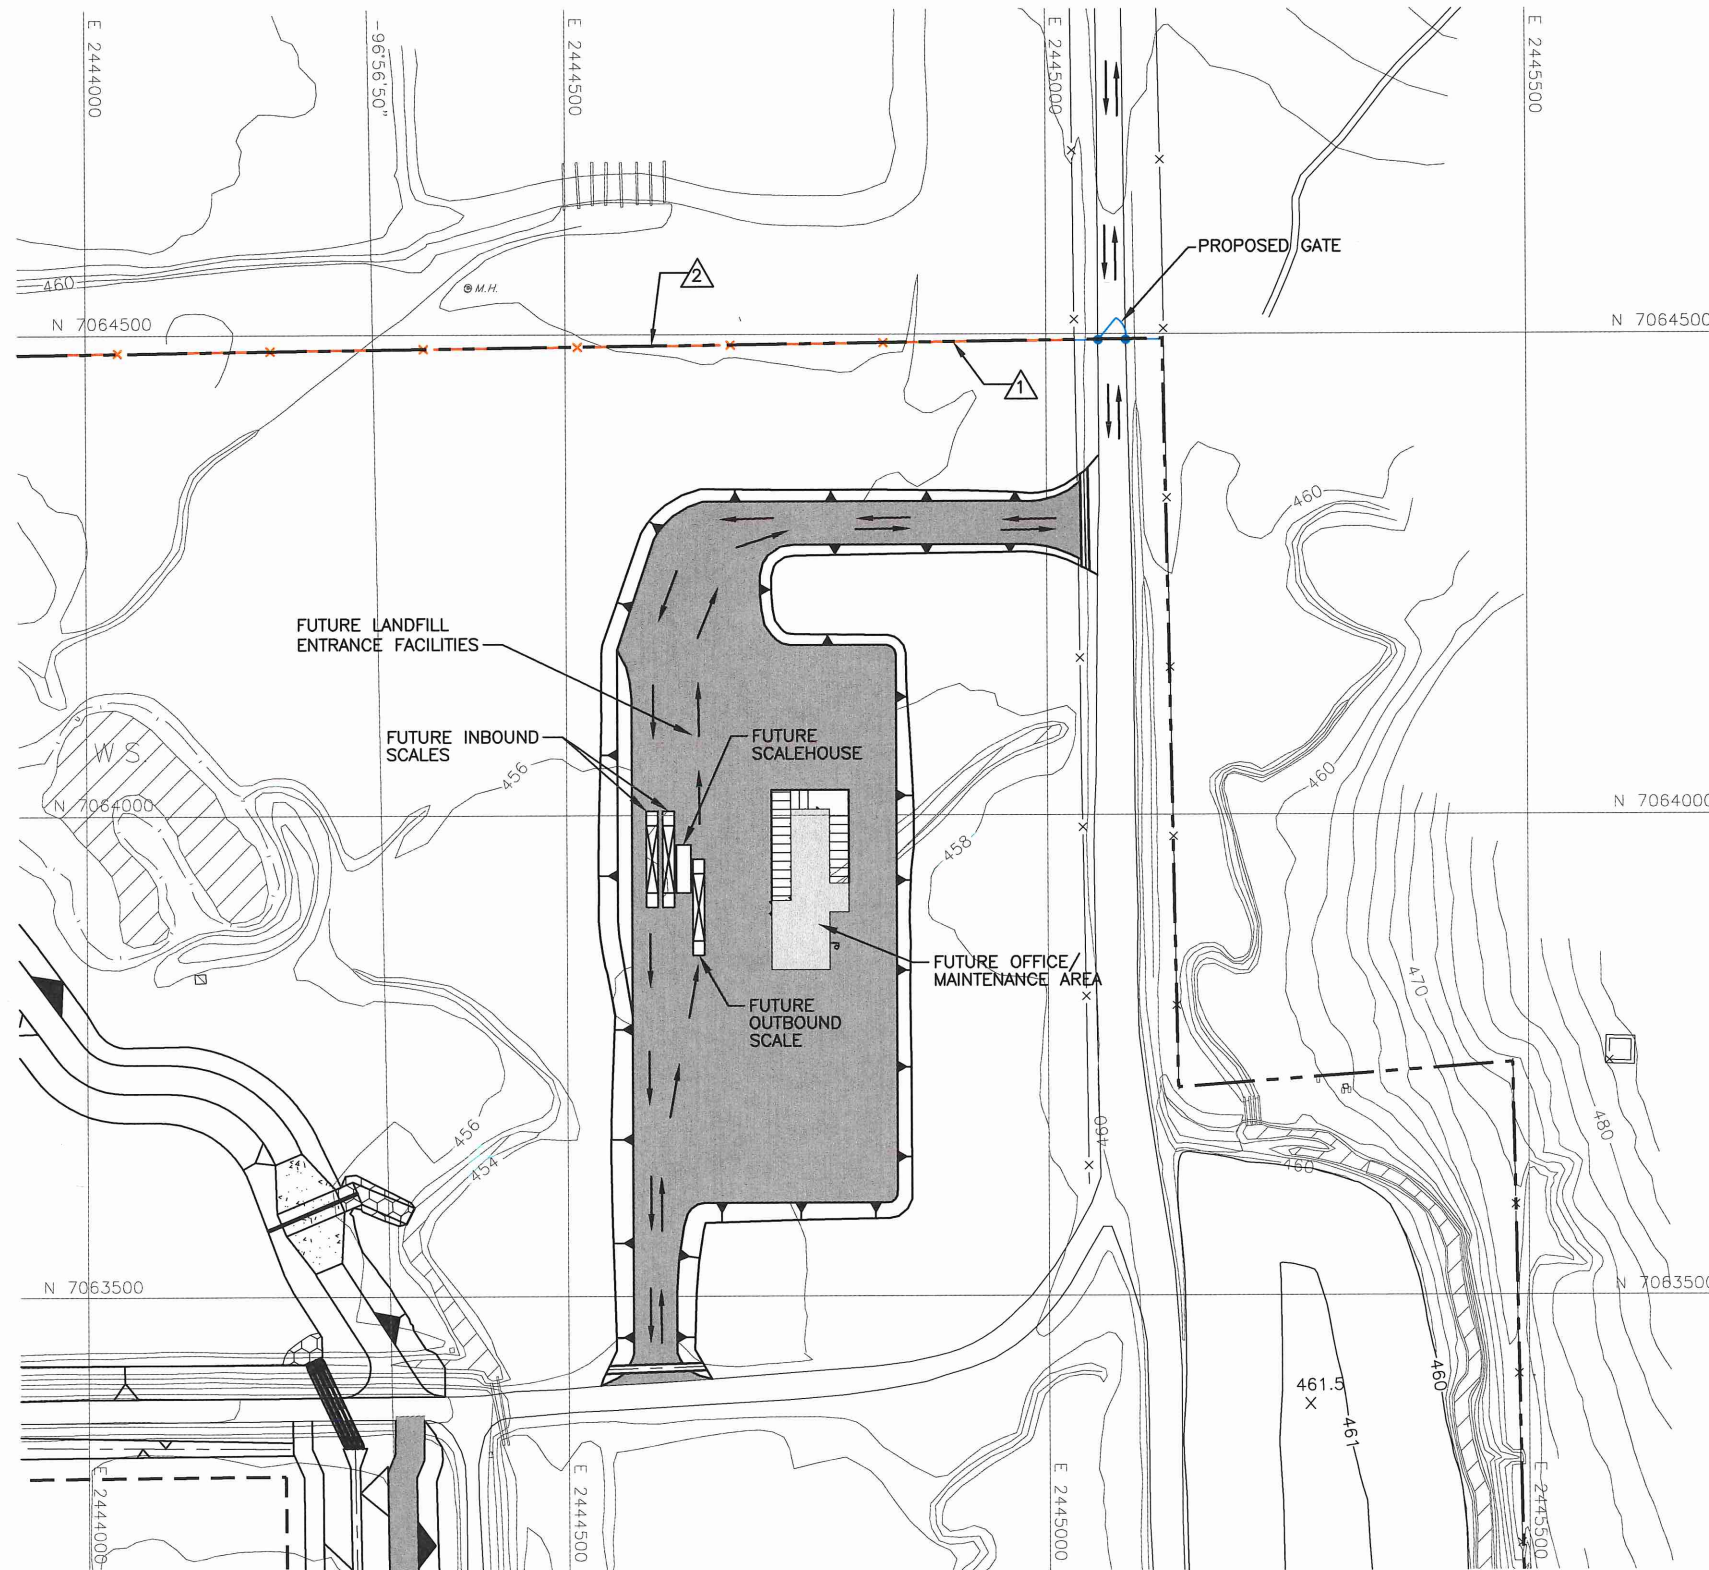 E 2444000
-96°56'50"
E 2444500
E 2445000
E 2445500
PROPOSED GATE
2
M.H.
460
N 7064500
N 7064500
1
460
FUTURE LANDFILL
ENTRANCE FACILITIES
FUTURE INBOUND
SCALES
FUTURE
SCALEHOUSE
W S.
456
460
N 7064000
N 7064000
458
FUTURE OFFICE/
MAINTENANCE AREA
470
FUTURE
OUTBOUND
SCALE
456
454
460
460
480
N 7063500
N 7063500
460
461.5
461
E 2444000
E 2444500
E 2445000
E 2445500